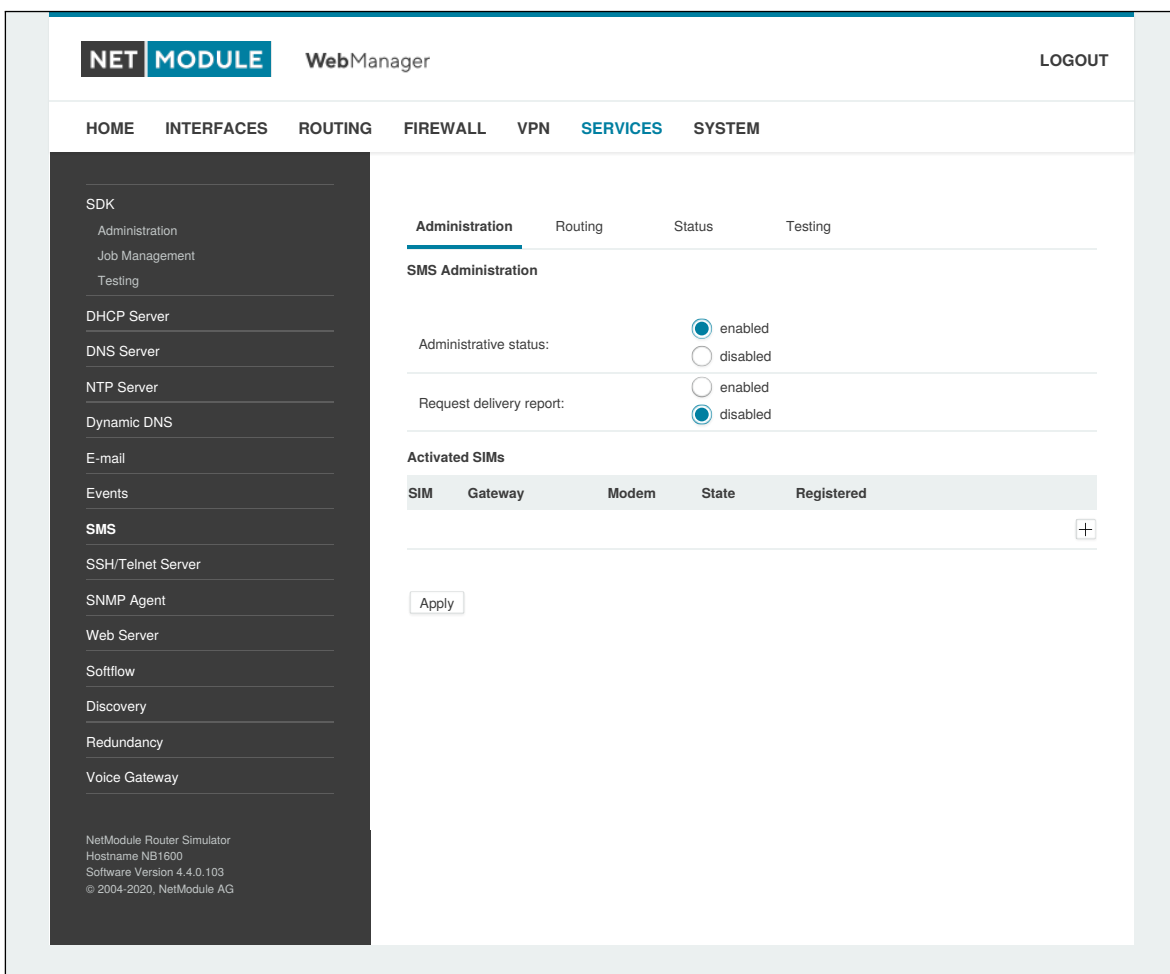 NET MODULE WebManager LOGOUT
HOME INTERFACES ROUTING FIREWALL VPN SERVICES SYSTEM
SDK
Administration
Job Management
Testing
DHCP Server
DNS Server
NTP Server
Dynamic DNS
E-mail
Events
SMS
SSH/Telnet Server
SNMP Agent
Web Server
Softflow
Discovery
Redundancy
Voice Gateway
NetModule Router Simulator
Hostname NB1600
Software Version 4.4.0.103
© 2004-2020, NetModule AG
Administration Routing Status Testing
SMS Administration
Administrative status:
enabled
disabled
Request delivery report:
enabled
disabled
Activated SIMs
SIM Gateway Modem State Registered
Apply